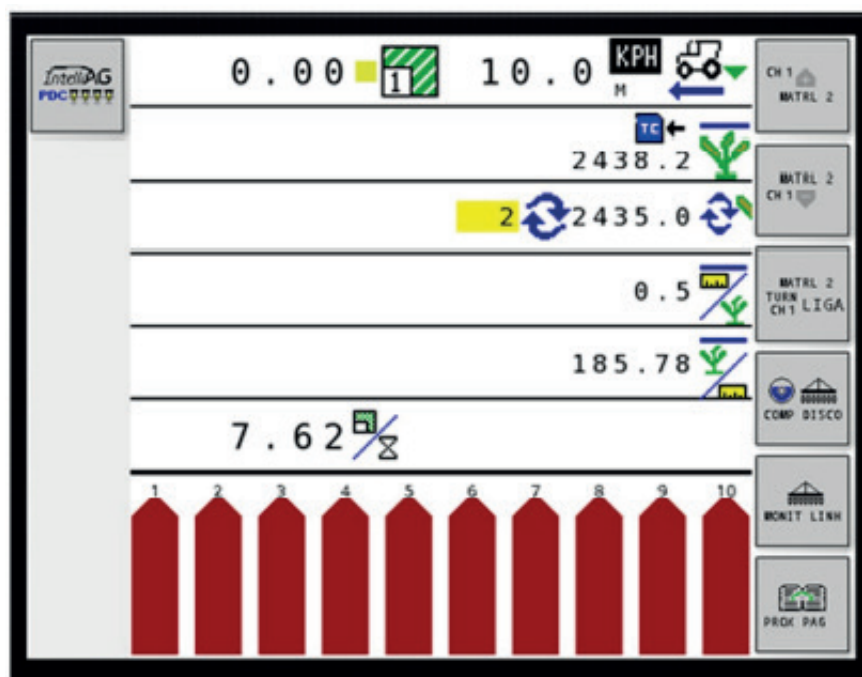 IntelliAG
PDC
0.00
1
10.0
KPH
M
TC
2438.2
2
2435.0
0.5
185.78
7.62
1 2 3 4 5 6 7 8 9 10
CH 1
MATRL 2
MATRL 2
CH 1
MATRL 2
TURN
CH 1 LIGA
COMP DISCO
MONIT LINH
PROX PAG